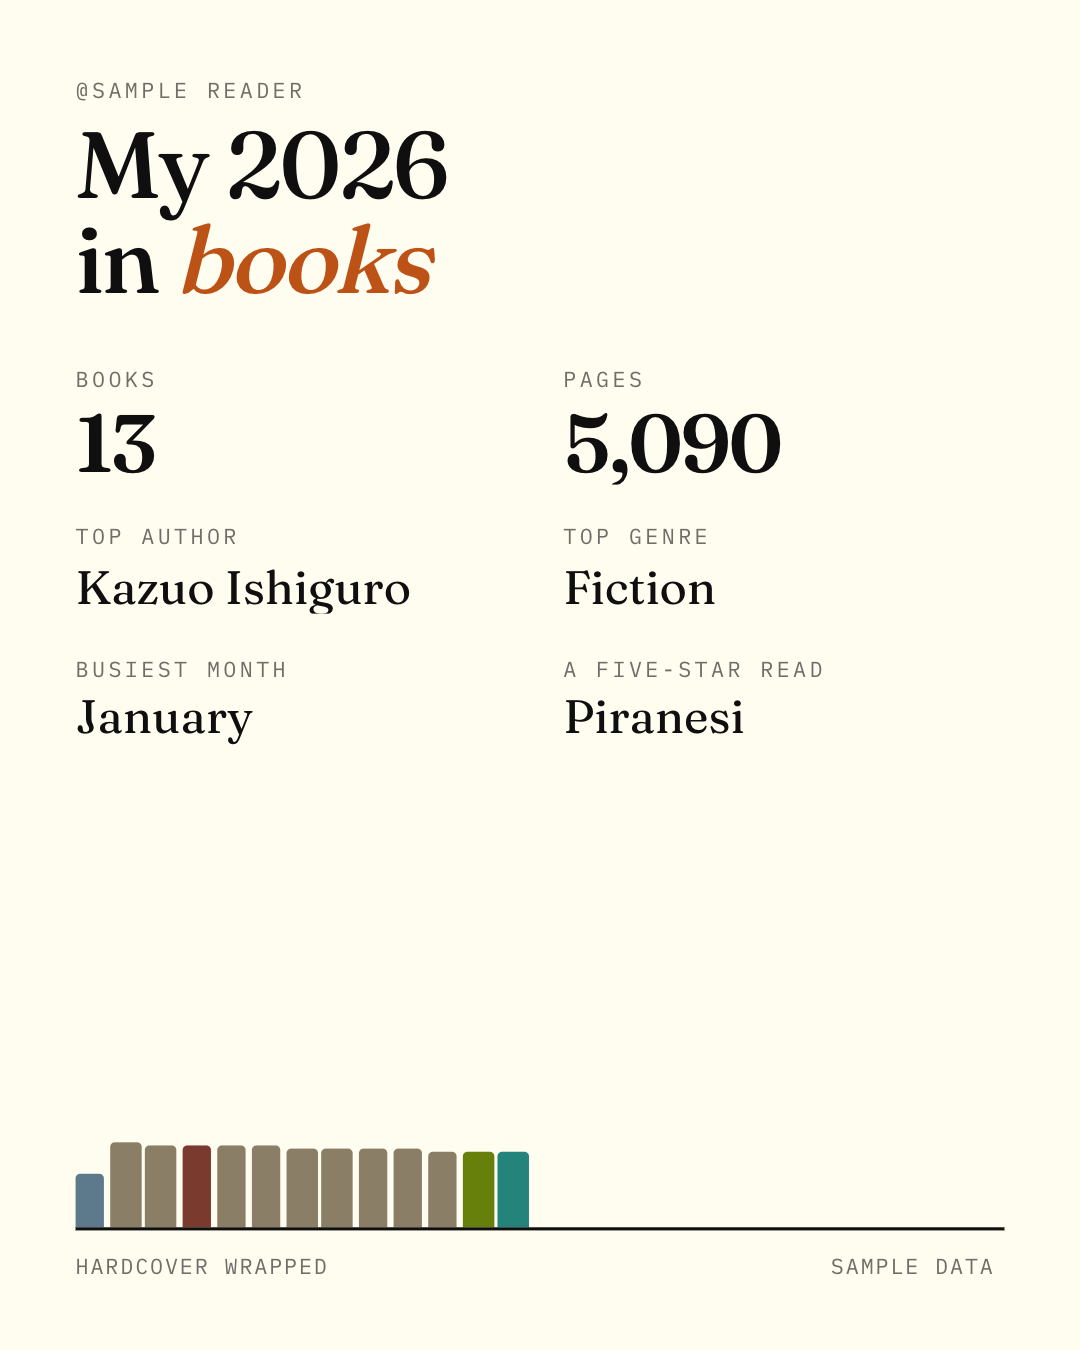 @SAMPLE READER
My 2026
in books
BOOKS
13
PAGES
5,090
TOP AUTHOR
Kazuo Ishiguro
TOP GENRE
Fiction
BUSIEST MONTH
January
A FIVE-STAR READ
Piranesi
HARDCOVER WRAPPED
SAMPLE DATA